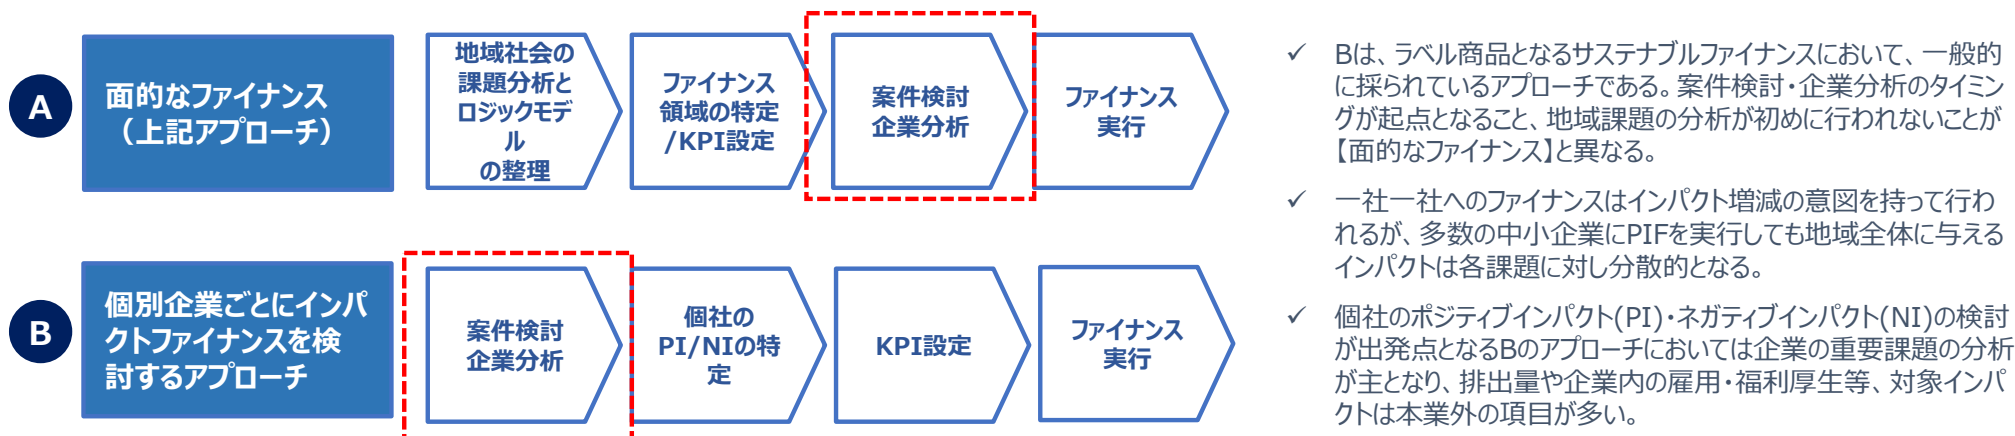 A
面的なファイナンス
（上記アプローチ）
地域社会の
課題分析と
ロジックモデ
ル
の整理
ファイナンス
領域の特定
/KPI設定
案件検討
企業分析
ファイナンス
実行
B
個別企業ごとにインパ
クトファイナンスを検
討するアプローチ
案件検討
企業分析
個社の
PI/NIの特
定
KPI設定
ファイナンス
実行
✓ Bは、ラベル商品となるサステナブルファイナンスにおいて、一般的
に採られているアプローチである。案件検討・企業分析のタイミン
グが起点となること、地域課題の分析が初めに行われないことが
【面的なファイナンス】と異なる。
✓ 一社一社へのファイナンスはインパクト増減の意図を持って行わ
れるが、多数の中小企業にPIFを実行しても地域全体に与える
インパクトは各課題に対し分散的となる。
✓ 個社のポジティブインパクト(PI)・ネガティブインパクト(NI)の検討
が出発点となるBのアプローチにおいては企業の重要課題の分析
が主となり、排出量や企業内の雇用・福利厚生等、対象インパ
クトは本業外の項目が多い。